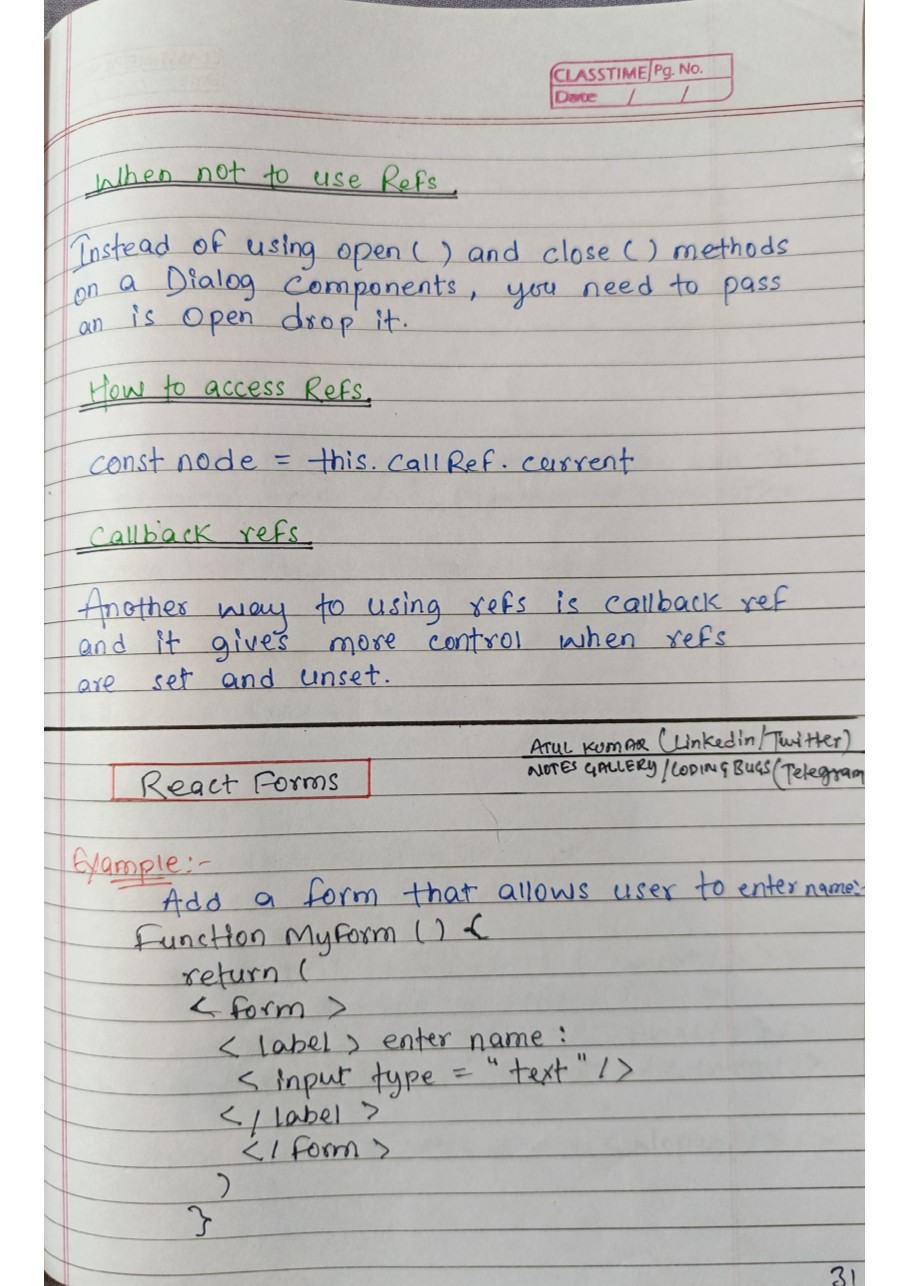 CLASSTIME Pg. No.
Date / /
When not to use Refs
Instead of using open() and close() methods
on a Dialog Components, you need to pass
an is Open drop it.
How to access Refs
const node = this.callRef.current
Callback refs
Another way to using refs is callback ref
and it gives more control when refs
are set and unset.
ATUL KUMAR (Linkedin/Twitter)
NOTES GALLERY/CODING BUGS (Telegram
React Forms
Example:-
Add a form that allows user to enter name:-
Function MyForm () {
return (
< form >
< label > enter name :
< input type = "text" />
</ label >
</ form >
)
}
31